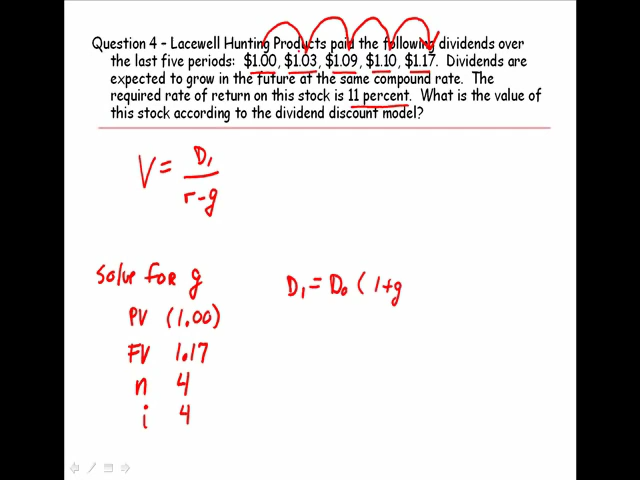 Question 4 – Lacewell Hunting Products paid the following dividends over
the last five periods: $1.00, $1.03, $1.09, $1.10, $1.17. Dividends are
expected to grow in the future at the same compound rate. The
required rate of return on this stock is 11 percent. What is the value of
this stock according to the dividend discount model?
V = D₁ / r-g
Solve for g
PV (1.00)
FV 1.17
n 4
i 4
D₁ = D₀ (1+g